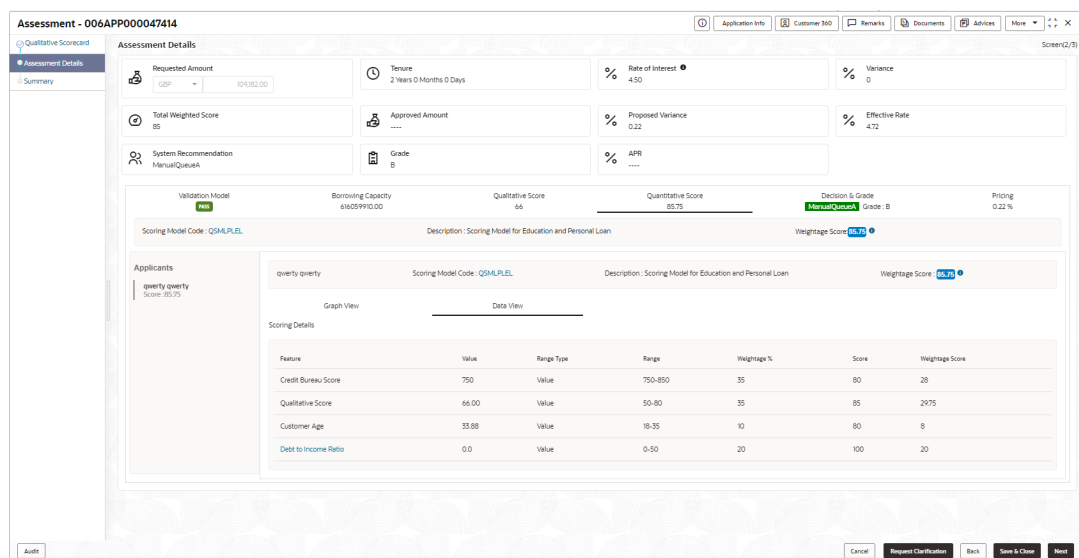 Assessment - 006APP000047414
Application Info
Customer 360
Remarks
Documents
Advices
More
Qualitative Scorecard
Assessment Details
Summary
Assessment Details
Screen(2/3)
Requested Amount
GBP 109,182.00
Tenure
2 Years 0 Months 0 Days
Rate of Interest
4.50
Variance
0
Total Weighted Score
85
Approved Amount
----
Proposed Variance
0.22
Effective Rate
4.72
System Recommendation
ManualQueueA
Grade
B
APR
----
Validation Model Borrowing Capacity Qualitative Score Quantitative Score Decision & Grade Pricing
PASS 616059910.00 66 85.75 ManualQueueA Grade : B 0.22 %
Scoring Model Code : QSMLPLEL Description : Scoring Model for Education and Personal Loan Weightage Score 85.75
Applicants
qwerty qwerty
Score :85.75
qwerty qwerty Scoring Model Code : QSMLPLEL Description : Scoring Model for Education and Personal Loan Weightage Score : 85.75
Graph View Data View
Scoring Details
Feature Value Range Type Range Weightage % Score Weightage Score
Credit Bureau Score 750 Value 750-850 35 80 28
Qualitative Score 66.00 Value 50-80 35 85 29.75
Customer Age 33.88 Value 18-35 10 80 8
Debt to Income Ratio 0.0 Value 0-50 20 100 20
Audit
Cancel
Request Clarification
Back
Save & Close
Next